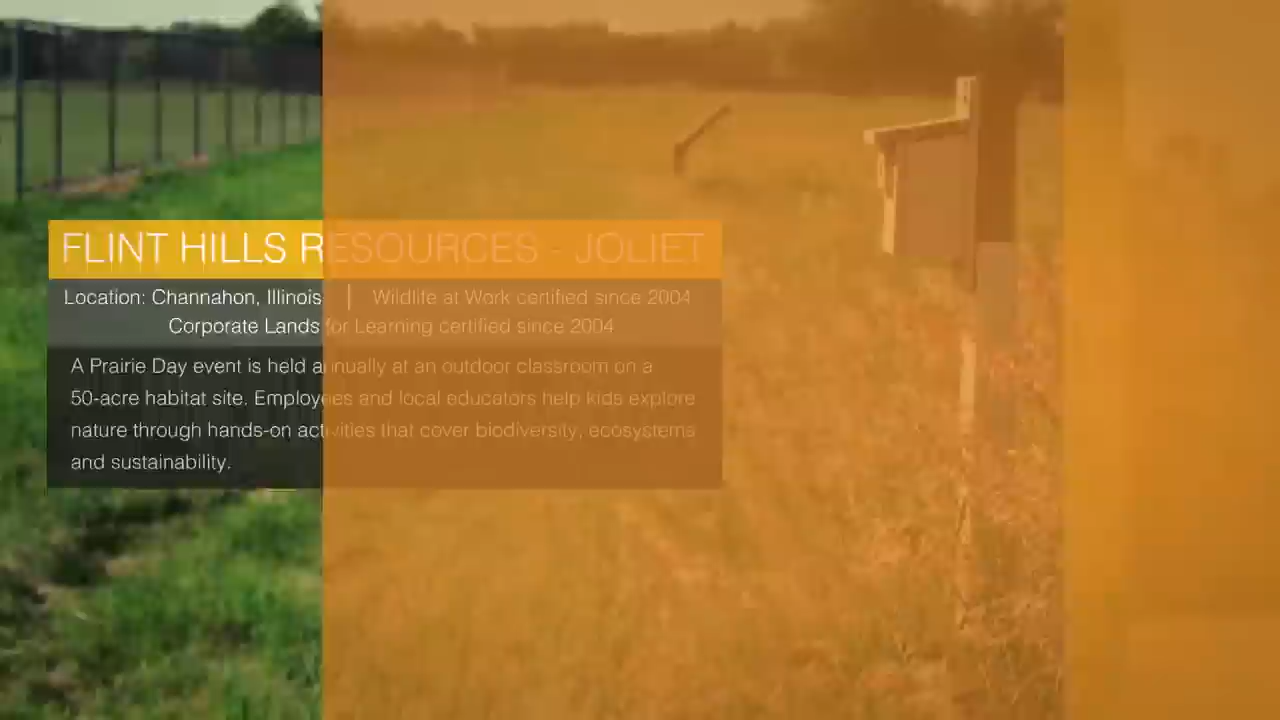 FLINT HILLS RESOURCES - JOLIET
Location: Channahon, Illinois | Wildlife at Work certified since 2004
Corporate Lands for Learning certified since 2004
A Prairie Day event is held annually at an outdoor classroom on a
50-acre habitat site. Employees and local educators help kids explore
nature through hands-on activities that cover biodiversity, ecosystems
and sustainability.